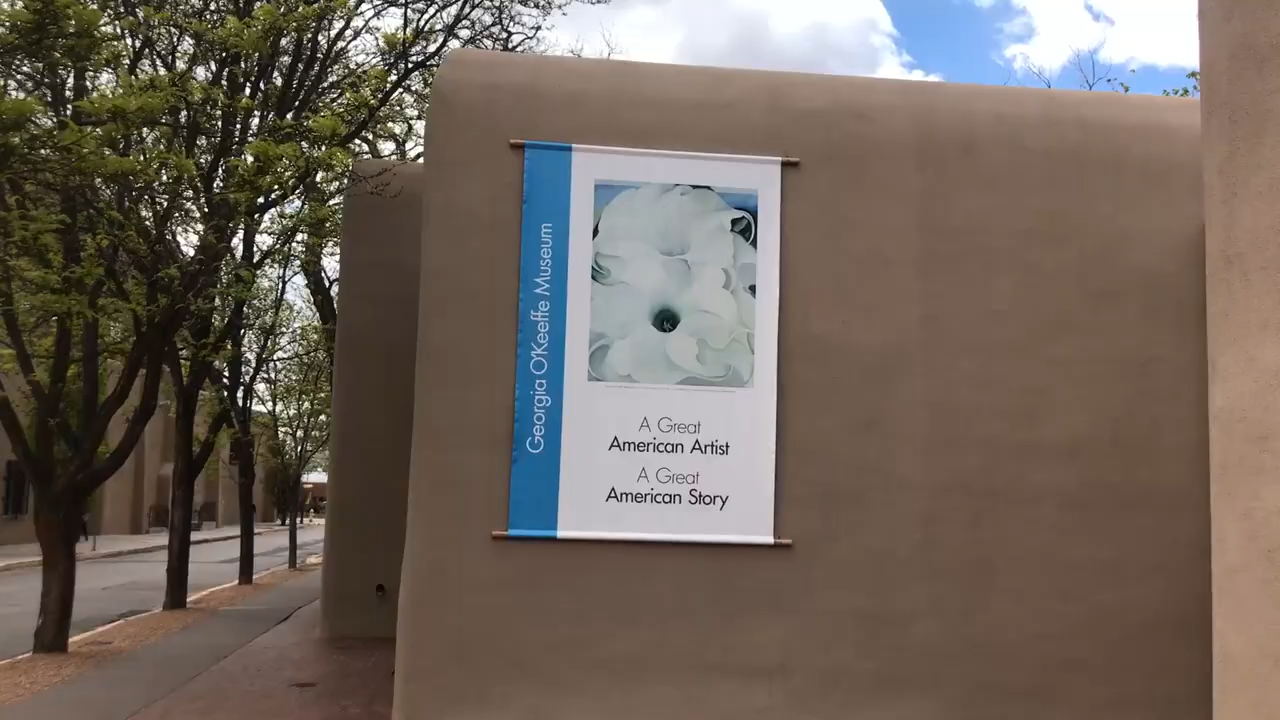 Georgia O'Keeffe Museum
A Great
American Artist
A Great
American Story